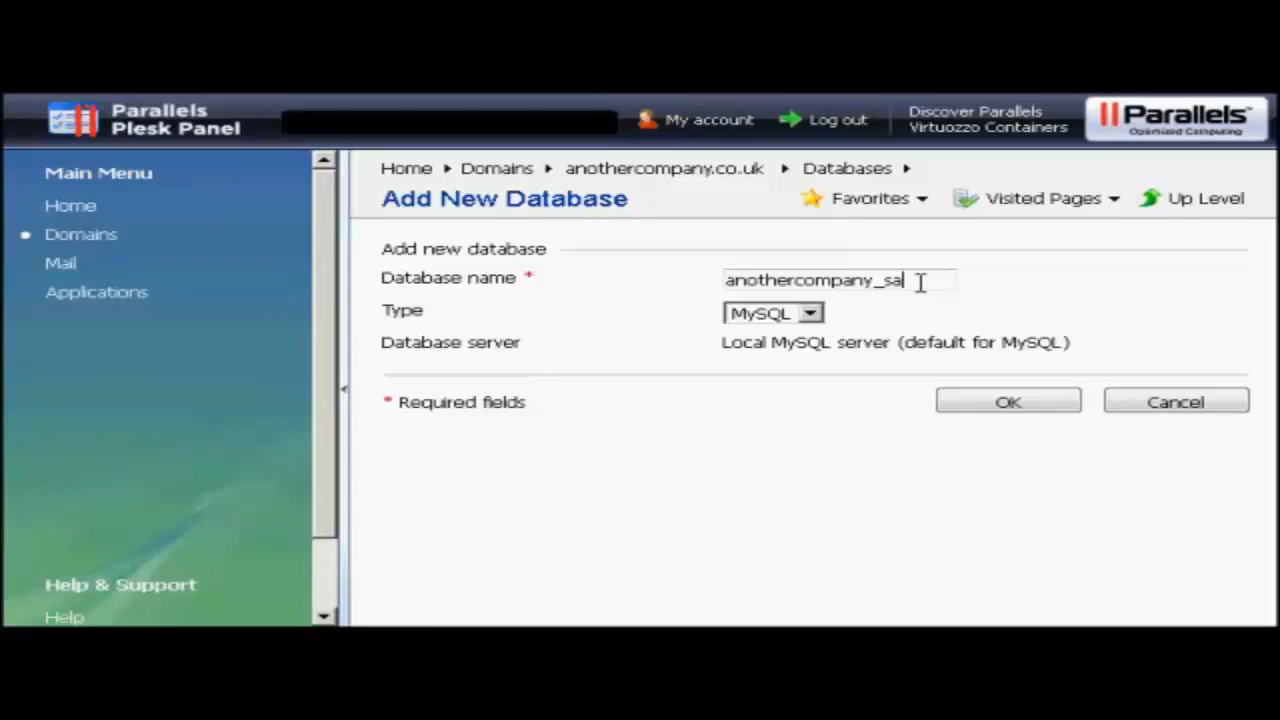 Parallels
Plesk Panel
My account
Log out
Discover Parallels
Virtuozzo Containers
Parallels™
Optimized Computing
Main Menu
Home
Domains
Mail
Applications
Help & Support
Help
Home Domains anothercompany.co.uk Databases
Add New Database
Favorites
Visited Pages
Up Level
Add new database
Database name *
anothercompany_sa
Type
MySQL
Database server
Local MySQL server (default for MySQL)
* Required fields
OK
Cancel